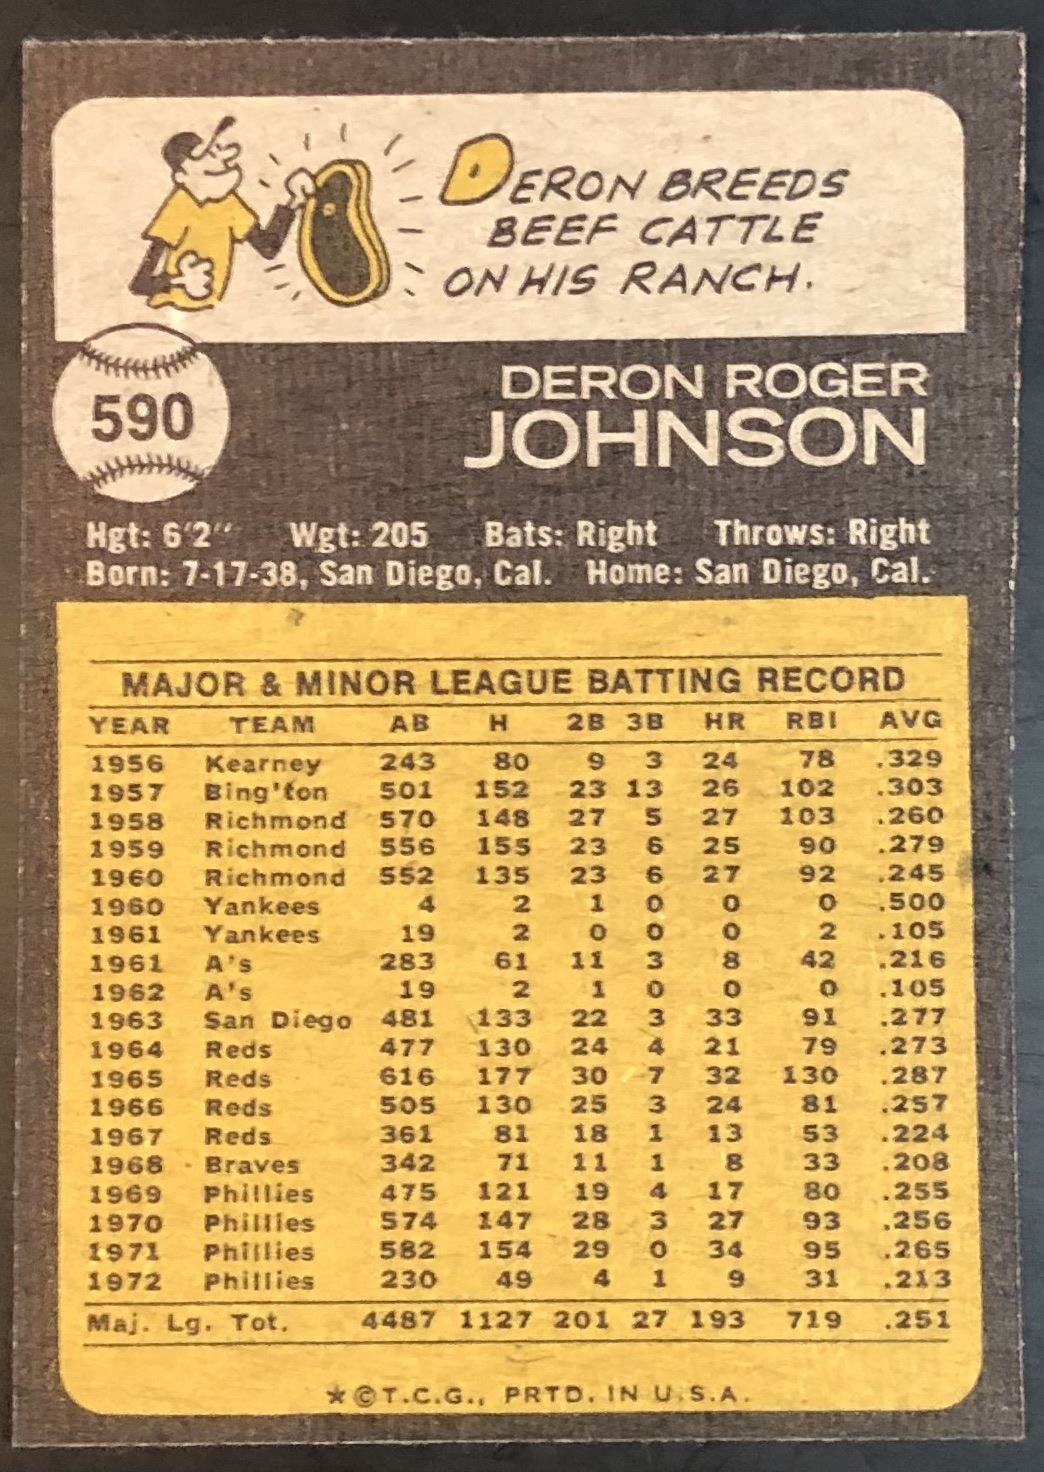 DERON BREEDS
BEEF CATTLE
ON HIS RANCH.
590
DERON ROGER
JOHNSON
Hgt: 6'2" Wgt: 205 Bats: Right Throws: Right
Born: 7-17-38, San Diego, Cal. Home: San Diego, Cal.
MAJOR & MINOR LEAGUE BATTING RECORD
YEAR TEAM AB H 2B 3B HR RBI AVG
1956 Kearney 243 80 9 3 24 78 .329
1957 Bing'ton 501 152 23 13 26 102 .303
1958 Richmond 570 148 27 5 27 103 .260
1959 Richmond 556 155 23 6 25 90 .279
1960 Richmond 552 135 23 6 27 92 .245
1960 Yankees 4 2 1 0 0 0 .500
1961 Yankees 19 2 0 0 0 2 .105
1961 A's 283 61 11 3 8 42 .216
1962 A's 19 2 1 0 0 0 .105
1963 San Diego 481 133 22 3 33 91 .277
1964 Reds 477 130 24 4 21 79 .273
1965 Reds 616 177 30 7 32 130 .287
1966 Reds 505 130 25 3 24 81 .257
1967 Reds 361 81 18 1 13 53 .224
1968 Braves 342 71 11 1 8 33 .208
1969 Phillies 475 121 19 4 17 80 .255
1970 Phillies 574 147 28 3 27 93 .256
1971 Phillies 582 154 29 0 34 95 .265
1972 Phillies 230 49 4 1 9 31 .213
Maj. Lg. Tot. 4487 1127 201 27 193 719 .251
★©T.C.G., PRTD. IN U.S.A.